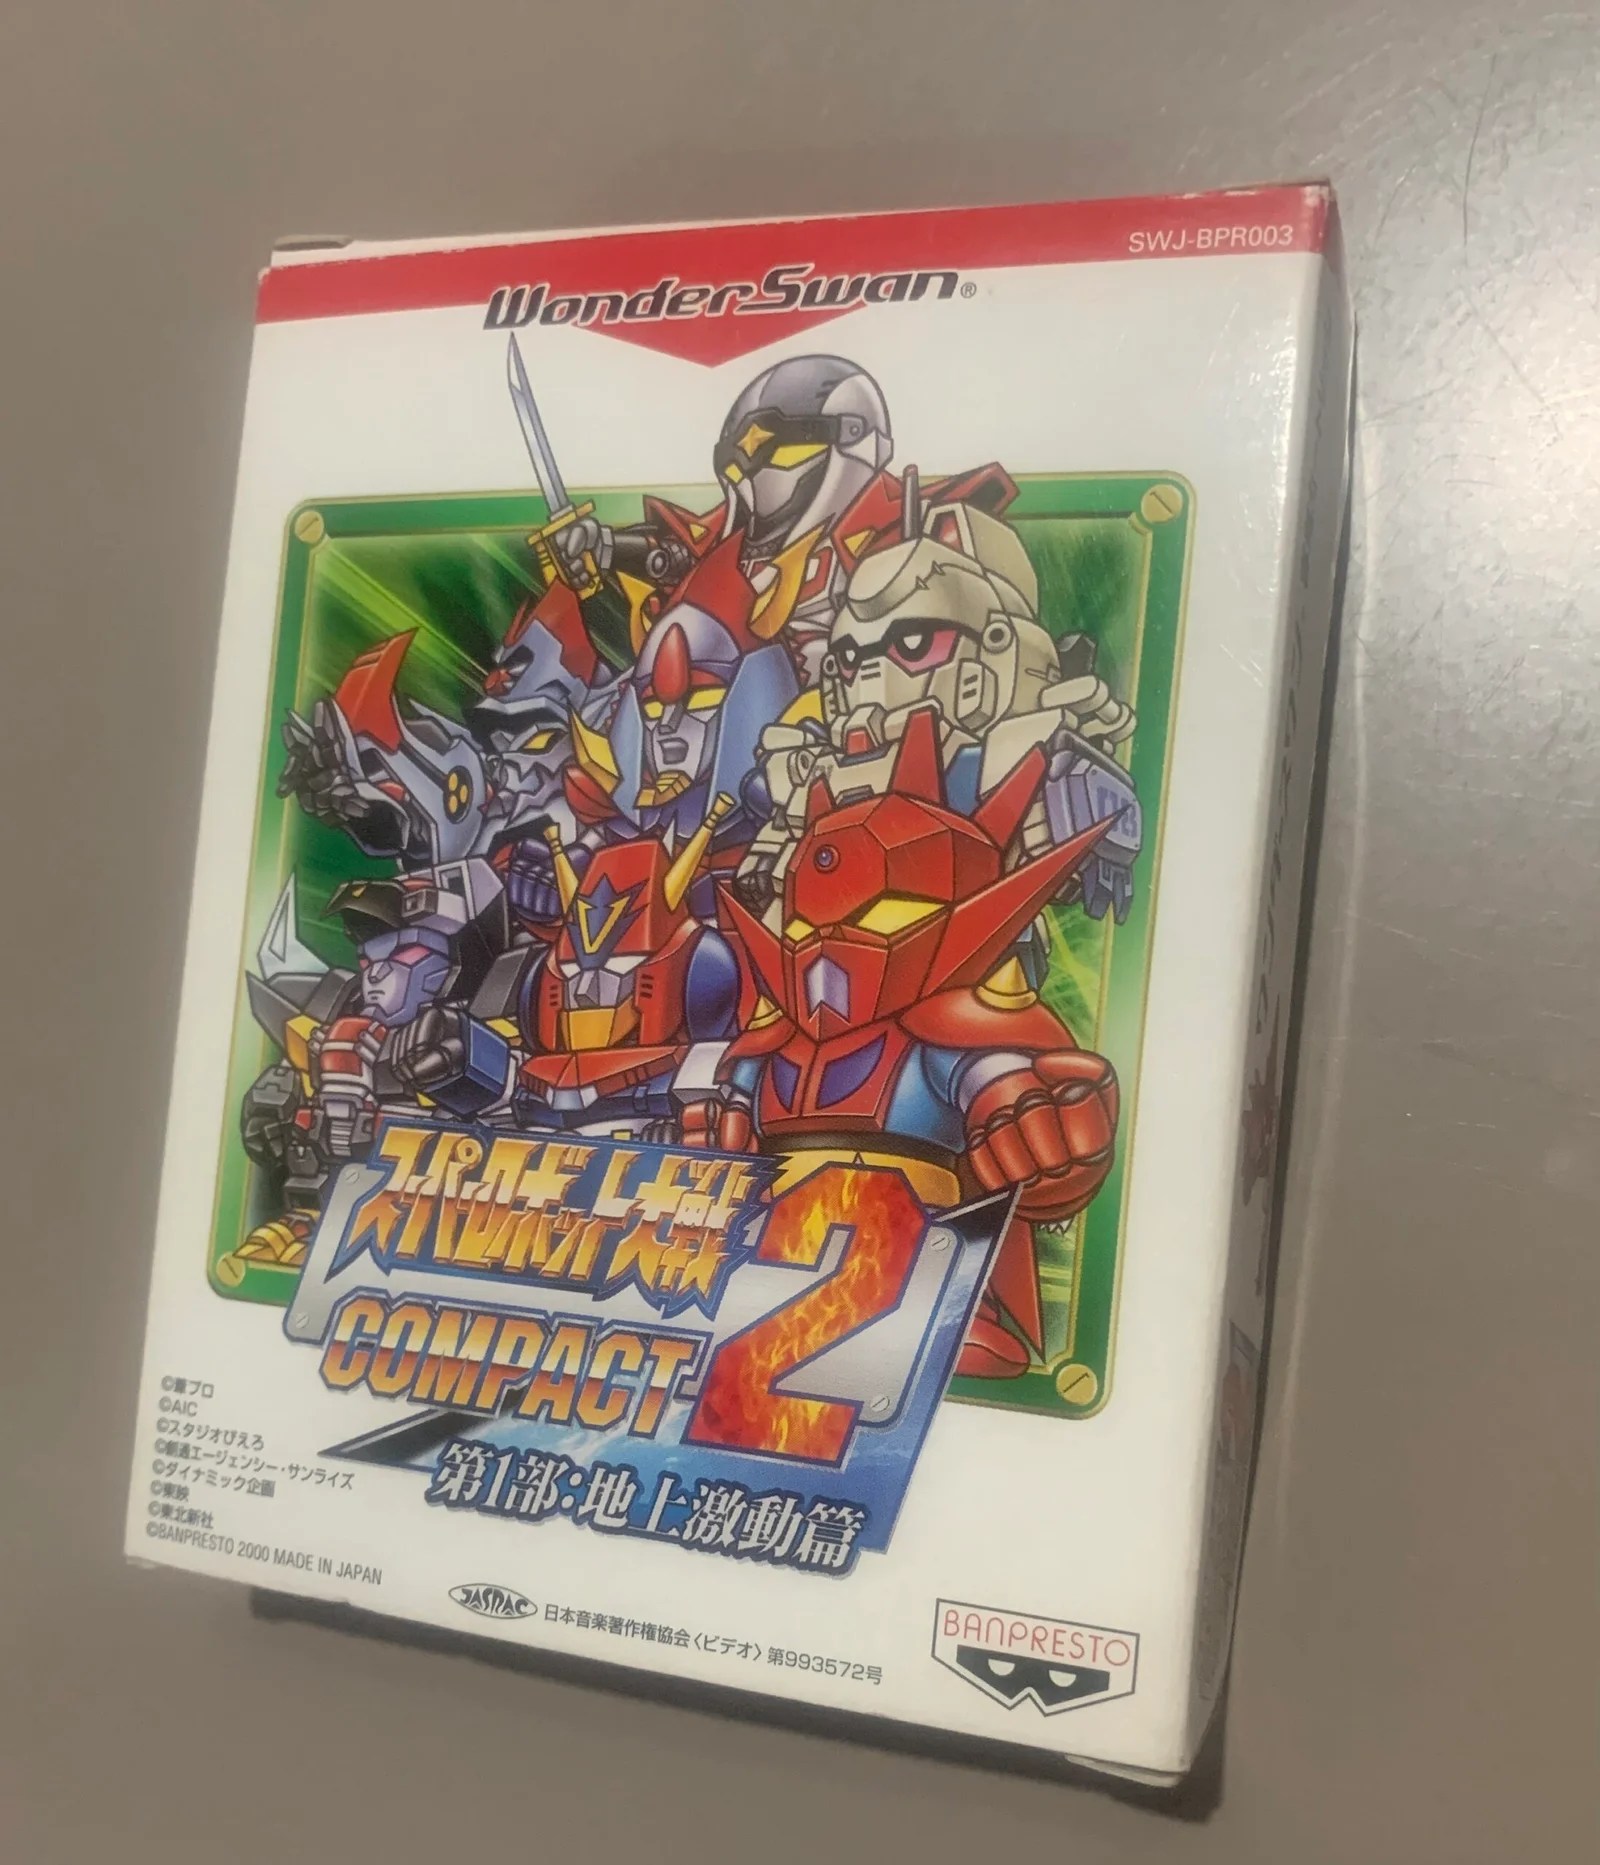 SWJ-BPR003
WonderSwan®
スーパーロボット大戦
COMPACT 2
第1部:地上激動篇
©葦プロ
©AIC
©スタジオぴえろ
©創通エージェンシー・サンライズ
©ダイナミック企画
©東映
©東北新社
©BANPRESTO 2000 MADE IN JAPAN
JASRAC 日本音楽著作権協会〈ビデオ〉第993572号
BANPRESTO